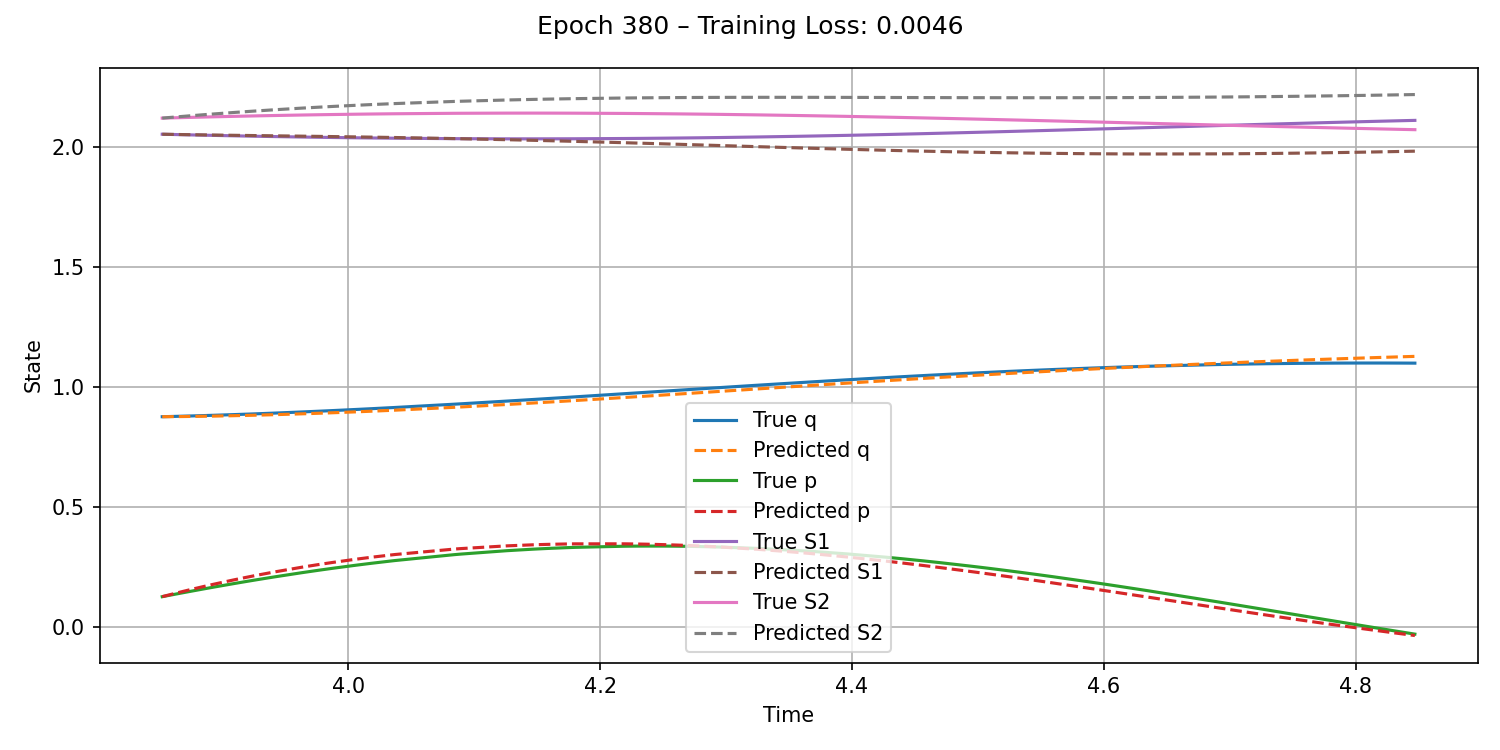 Epoch 380 – Training Loss: 0.0046
State
2.0
1.5
1.0
0.5
0.0
True q
Predicted q
True p
Predicted p
True S1
Predicted S1
True S2
Predicted S2
4.0 4.2 4.4 4.6 4.8
Time